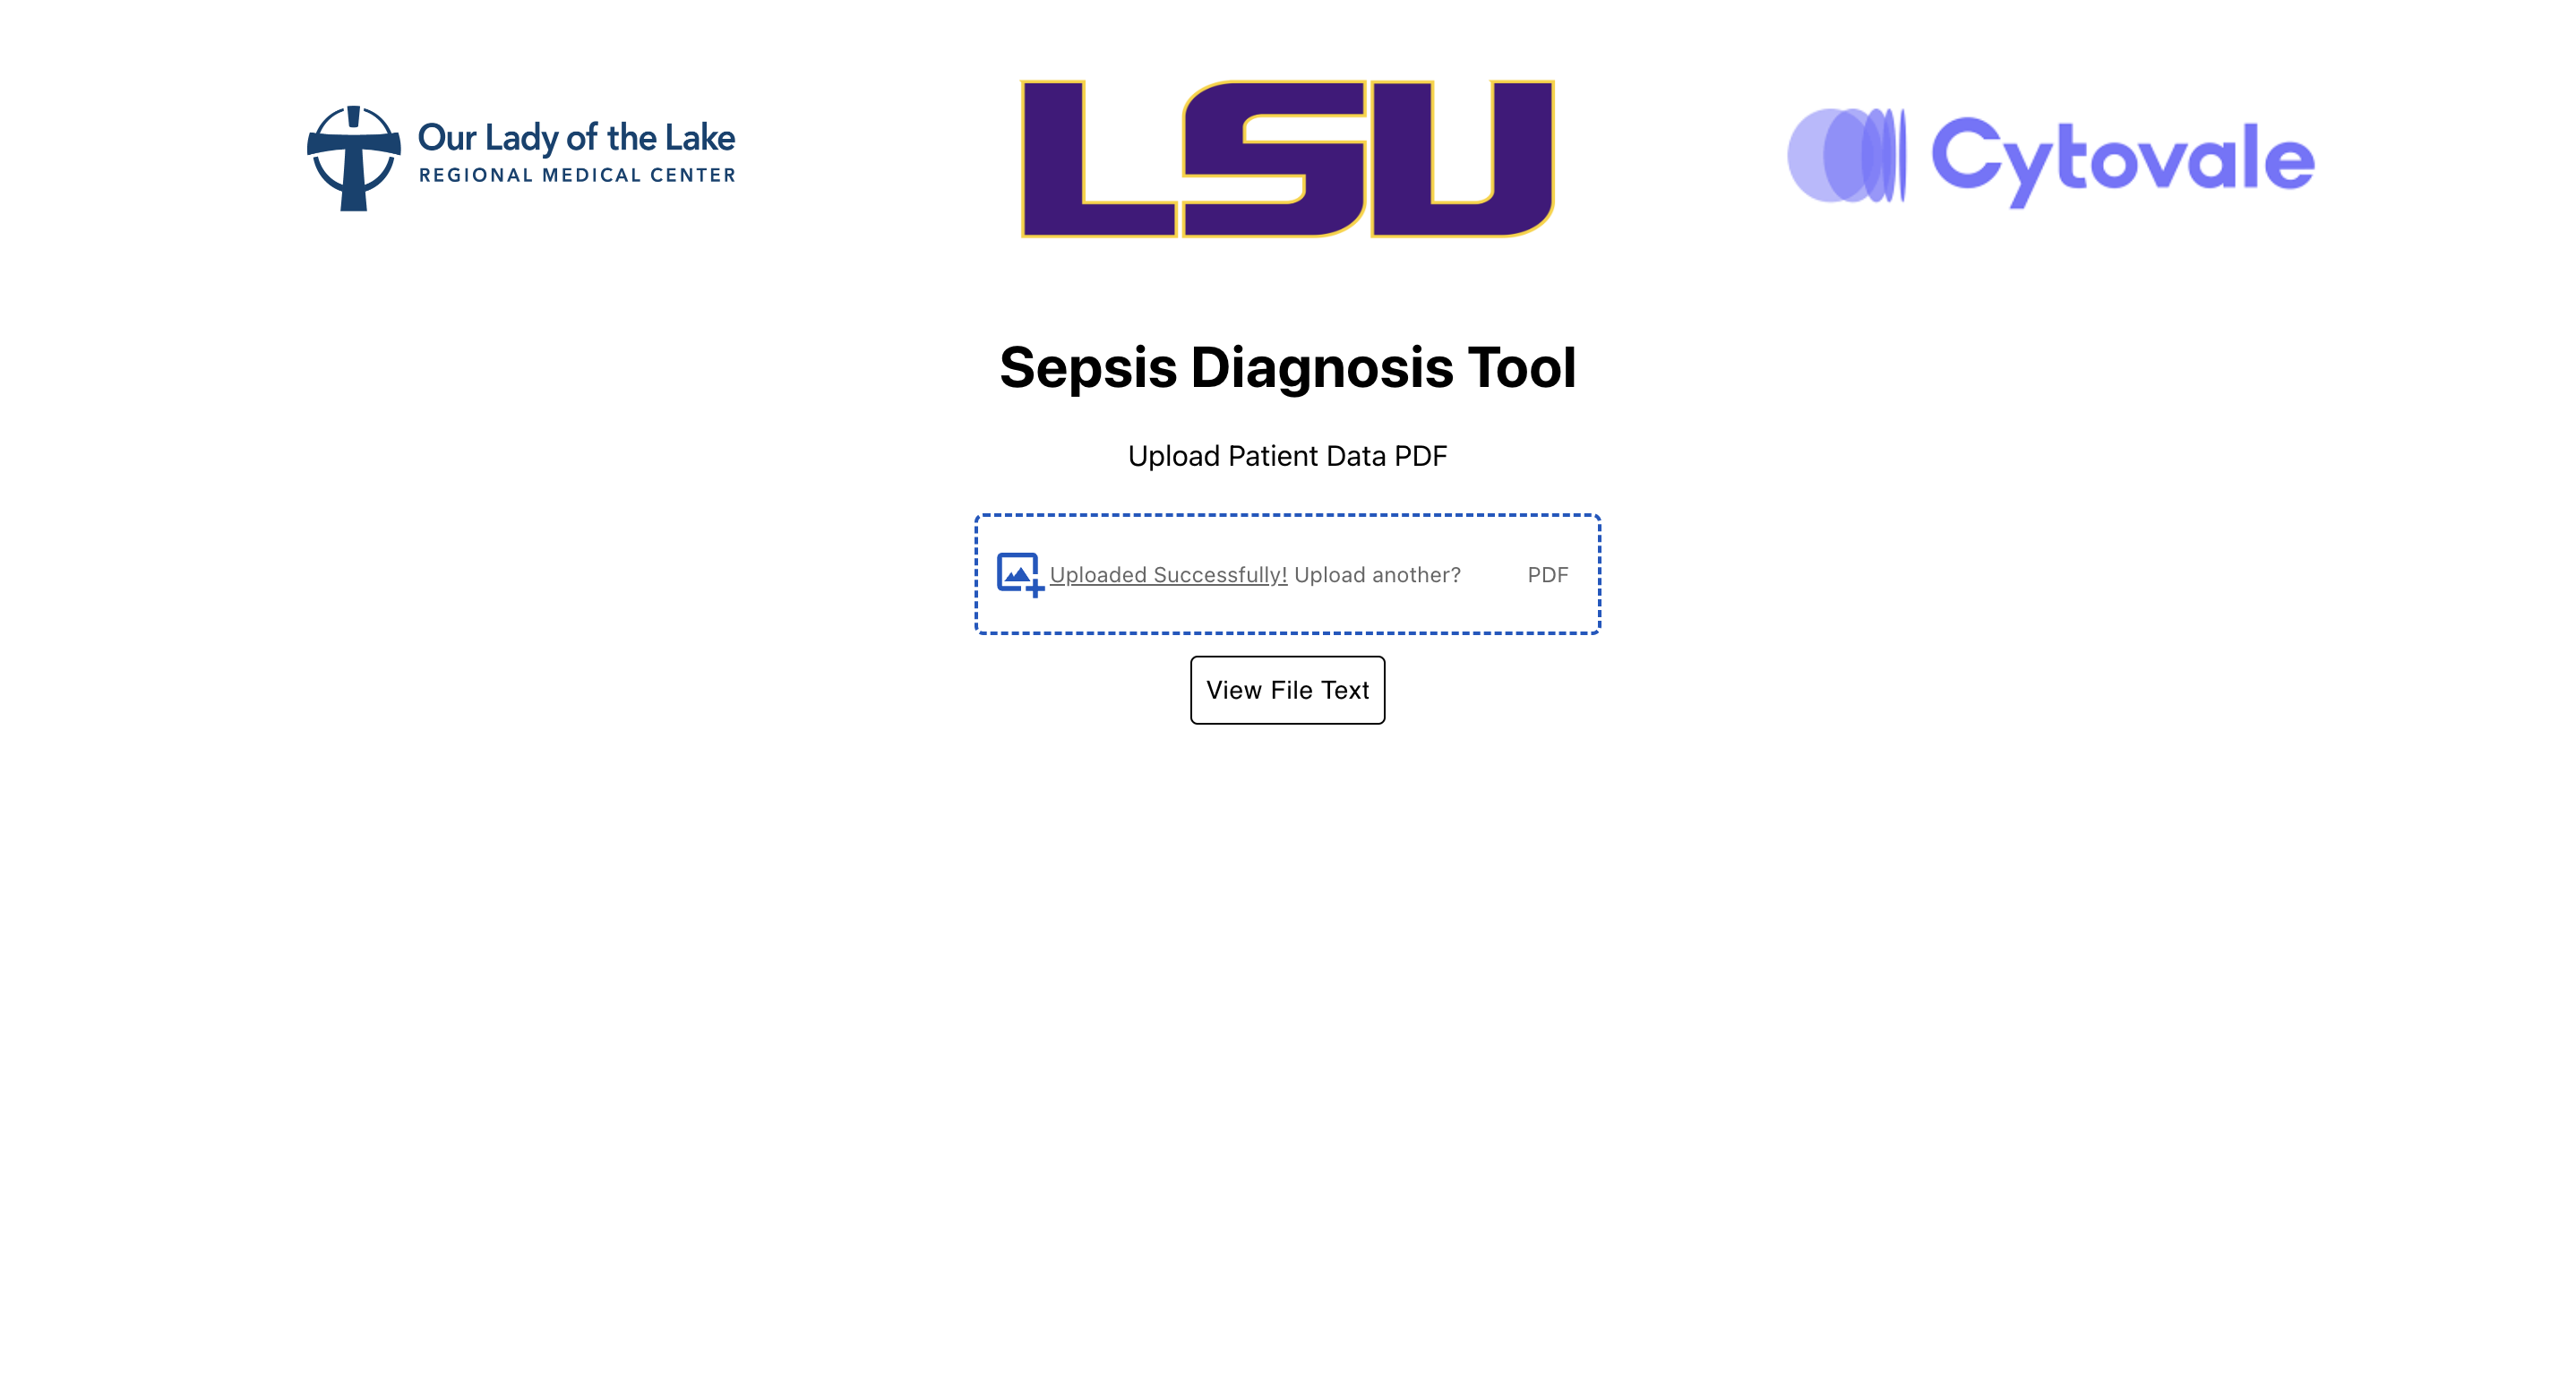 Our Lady of the Lake
REGIONAL MEDICAL CENTER
LSU
Cytovale
Sepsis Diagnosis Tool
Upload Patient Data PDF
Uploaded Successfully! Upload another? PDF
View File Text